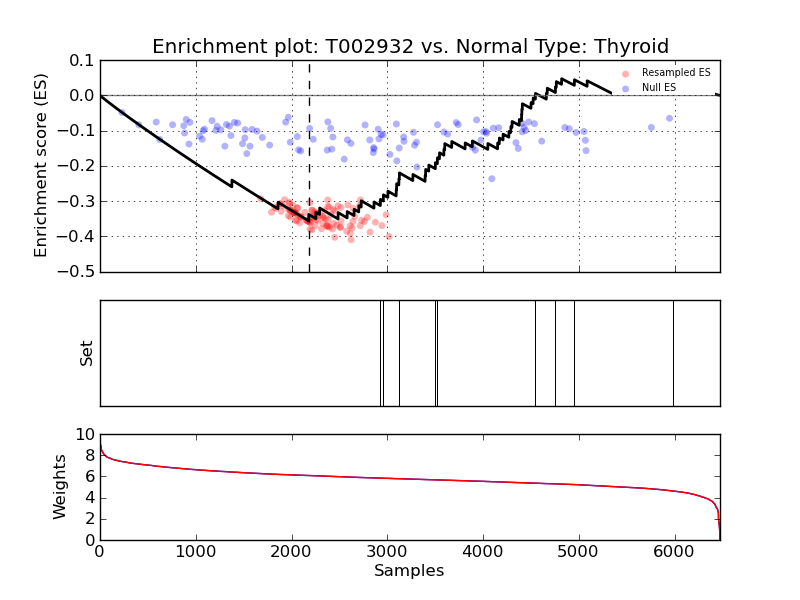 Enrichment plot: T002932 vs. Normal Type: Thyroid
Enrichment score (ES)
0.1
0.0
−0.1
−0.2
−0.3
−0.4
−0.5
Resampled ES
Null ES
Set
Weights
10
8
6
4
2
0
0 1000 2000 3000 4000 5000 6000
Samples